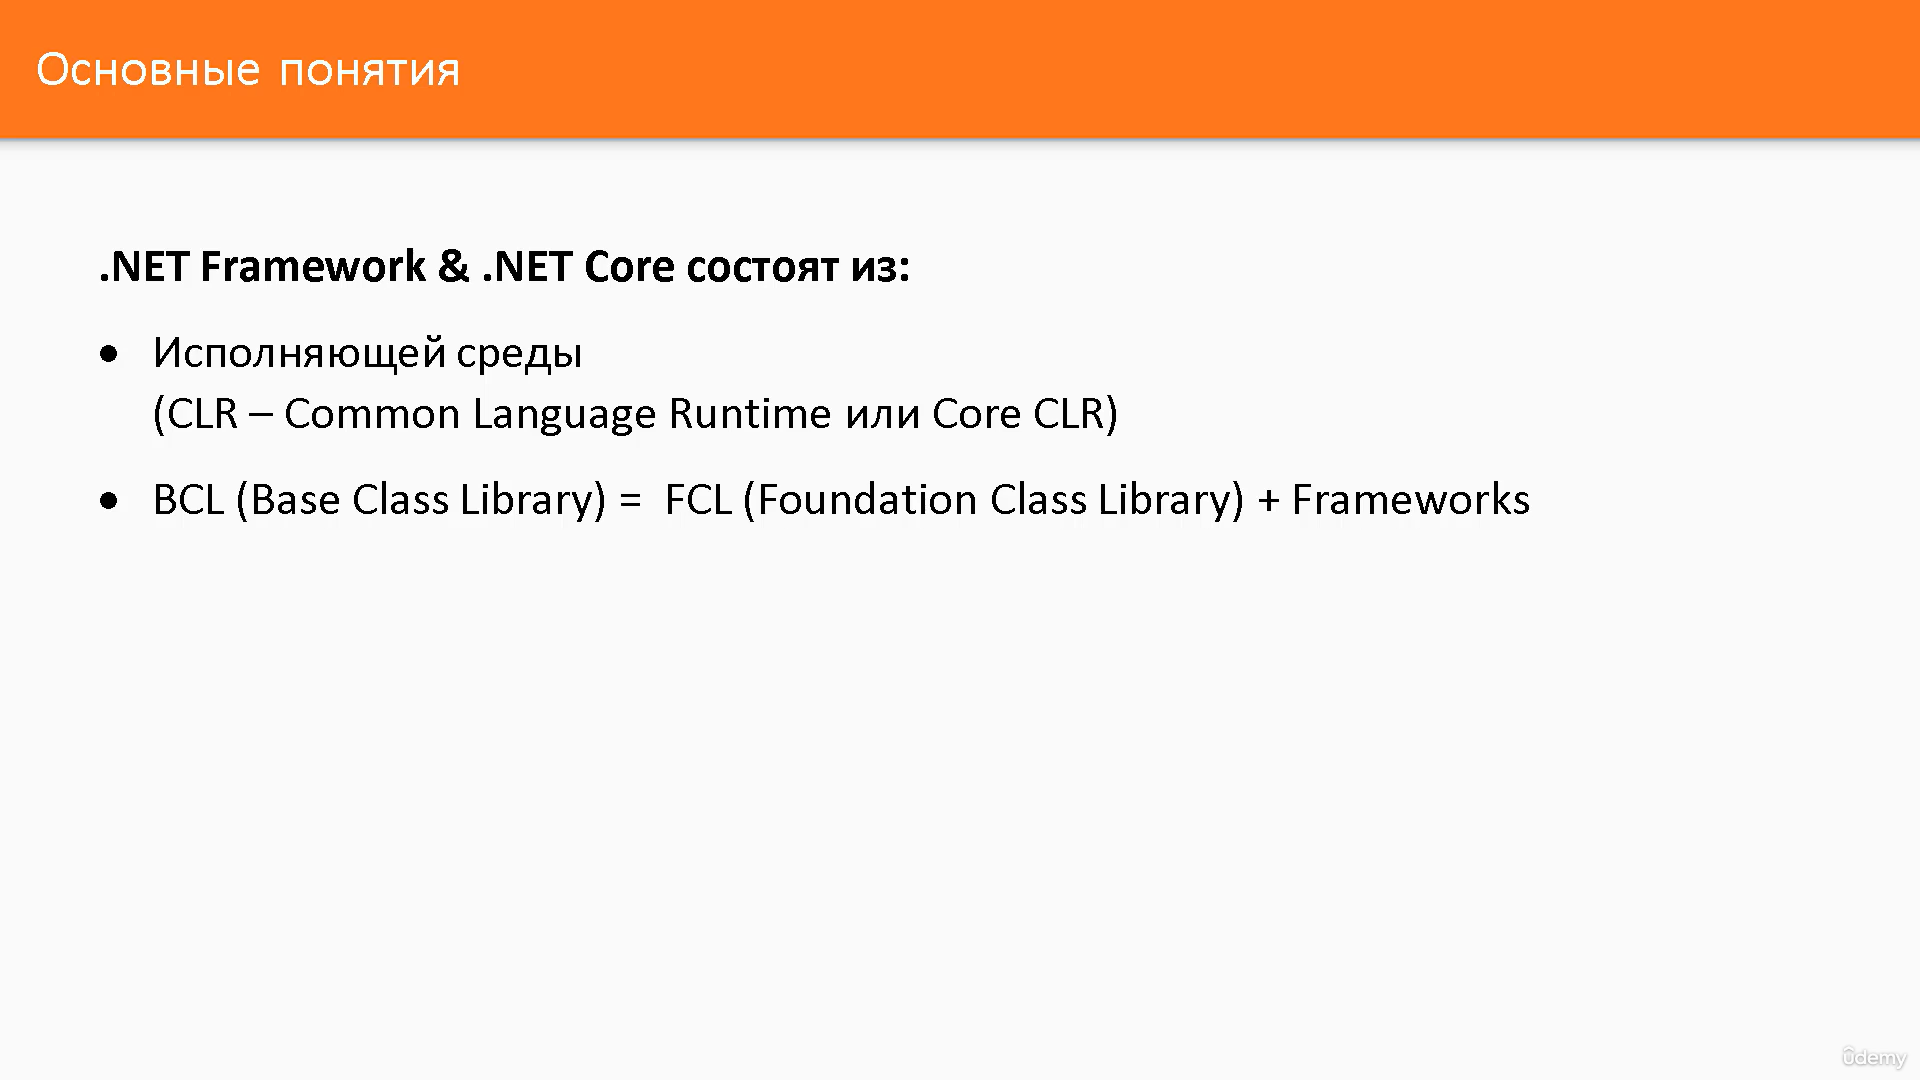 Основные понятия
.NET Framework & .NET Core состоят из:
• Исполняющей среды
(CLR – Common Language Runtime или Core CLR)
• BCL (Base Class Library) = FCL (Foundation Class Library) + Frameworks
ûdemy